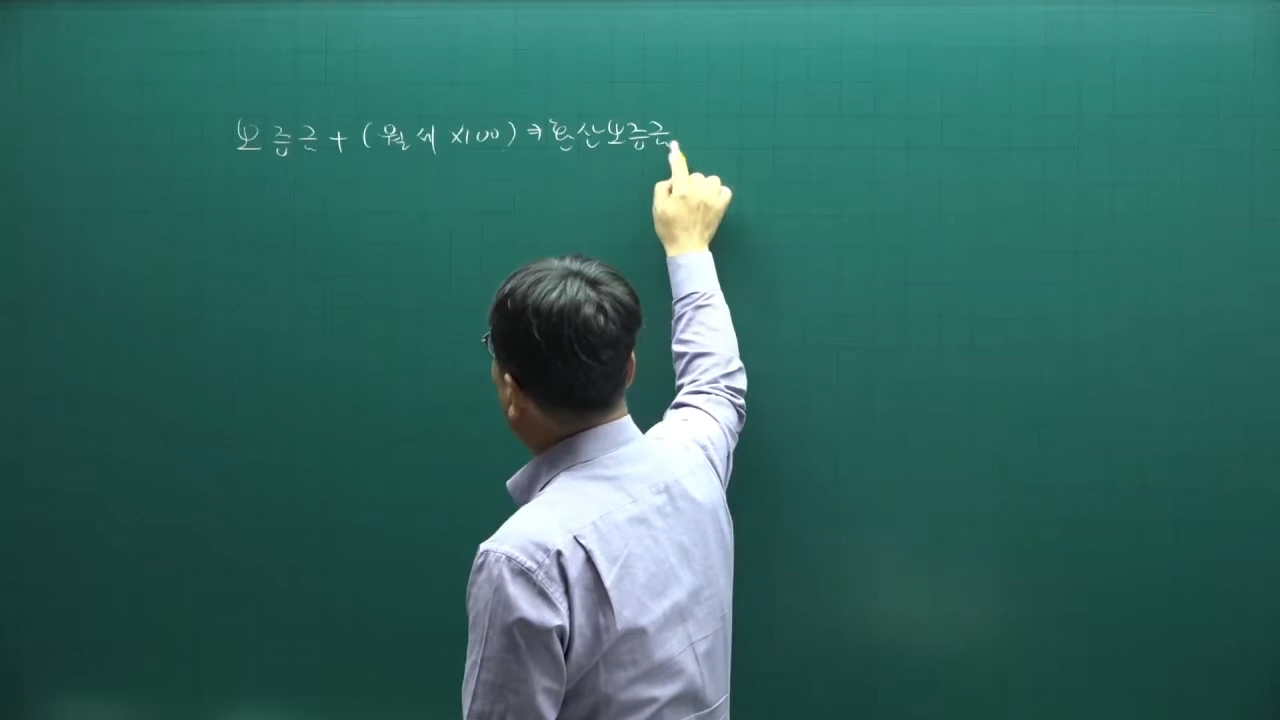 보증금 + (월세 ×100) ⇒ 환산보증금